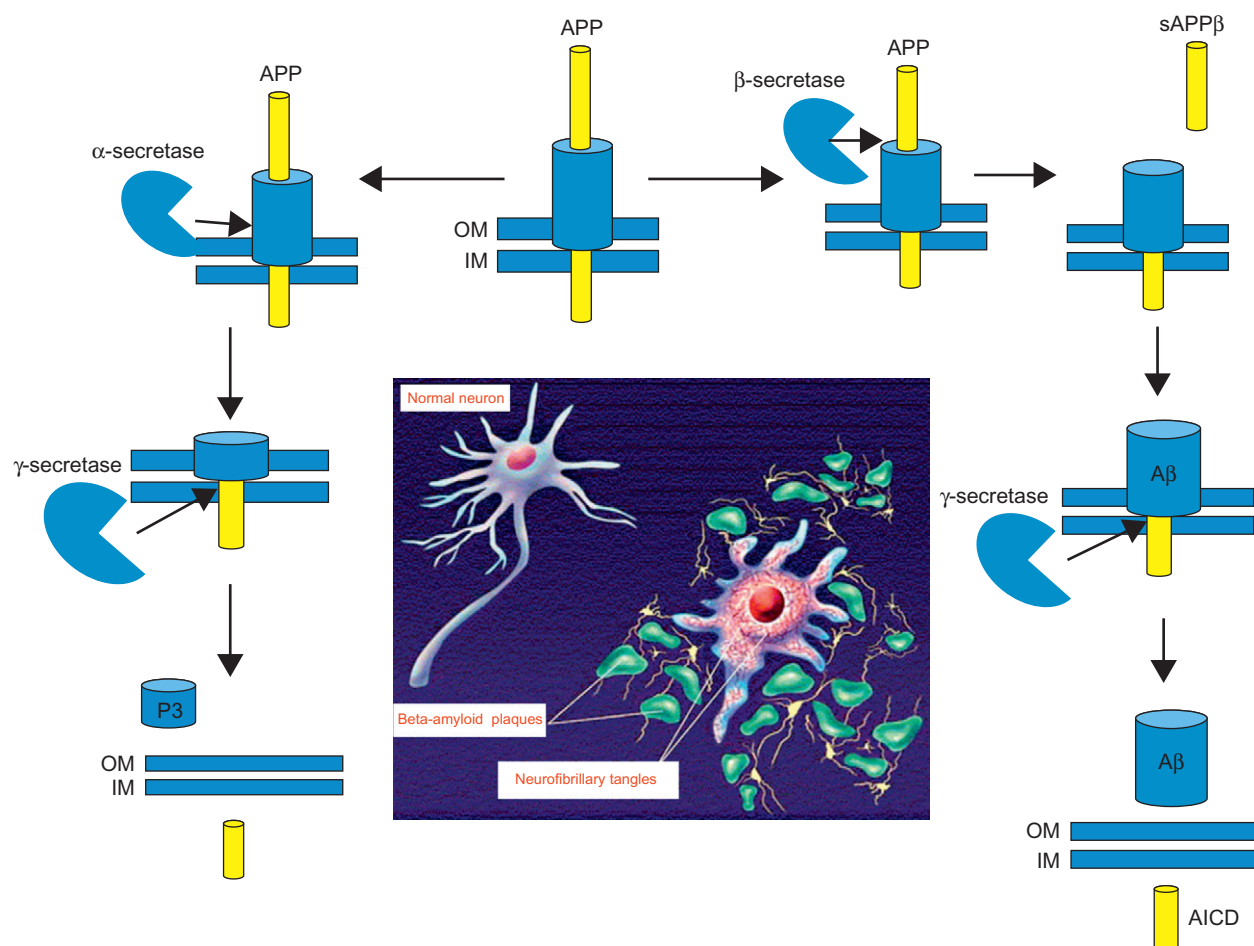 APP
sAPPβ
APP
APP
β-secretase
α-secretase
OM
IM
Normal neuron
γ-secretase
Aβ
γ-secretase
P3
Beta-amyloid plaques
Neurofibrillary tangles
OM
IM
Aβ
OM
IM
AICD